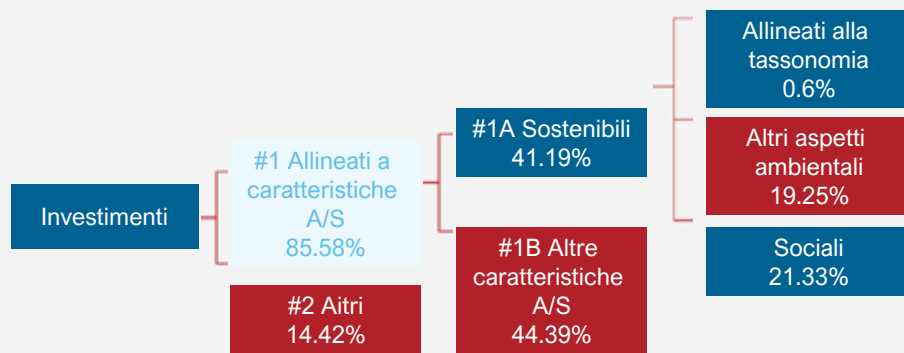 Investimenti
#1 Allineati a
caratteristiche
A/S
85.58%
#2 Aitri
14.42%
#1A Sostenibili
41.19%
#1B Altre
caratteristiche
A/S
44.39%
Allineati alla
tassonomia
0.6%
Altri aspetti
ambientali
19.25%
Sociali
21.33%